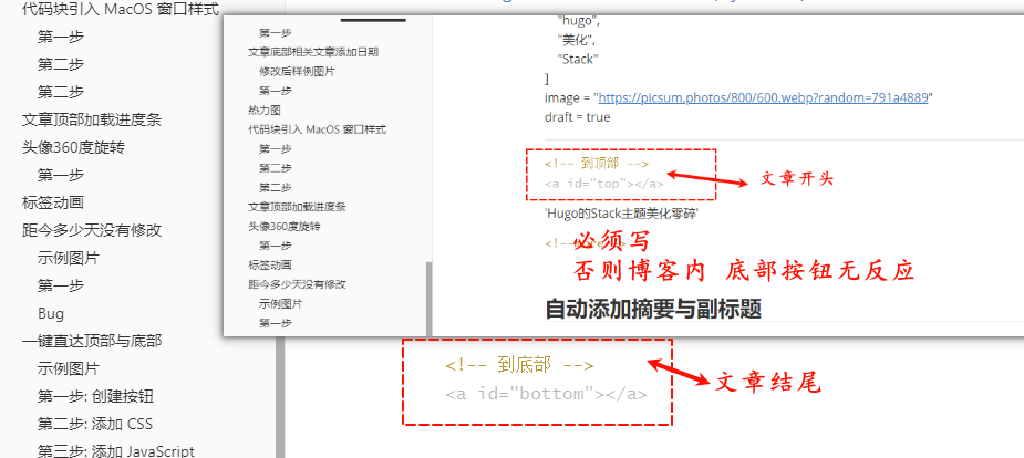 代码块引入 MacOS 窗口样式
第一步
第二步
第二步
文章顶部加载进度条
头像360度旋转
第一步
标签动画
距今多少天没有修改
示例图片
第一步
Bug
一键直达顶部与底部
示例图片
第一步: 创建按钮
第二步: 添加 CSS
第三步: 添加 JavaScript
第一步
文章底部相关文章添加日期
修改后样例图片
第一步
热力图
代码块引入 MacOS 窗口样式
第一步
第二步
第二步
文章顶部加载进度条
头像360度旋转
第一步
标签动画
距今多少天没有修改
示例图片
第一步
"hugo",
"美化",
"Stack"
]
image = "https://picsum.photos/800/600.webp?random=791a4889"
draft = true
<!-- 到顶部 -->
<a id="top"></a>
文章开头
'Hugo的Stack主题美化零碎'
必须写
否则博客内 底部按钮无反应
自动添加摘要与副标题
<!-- 到底部 -->
<a id="bottom"></a>
文章结尾